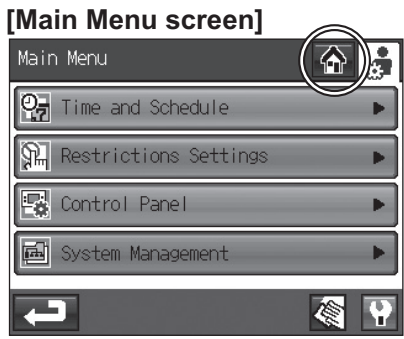 [Main Menu screen]
Main Menu
Time and Schedule
Restrictions Settings
Control Panel
System Management